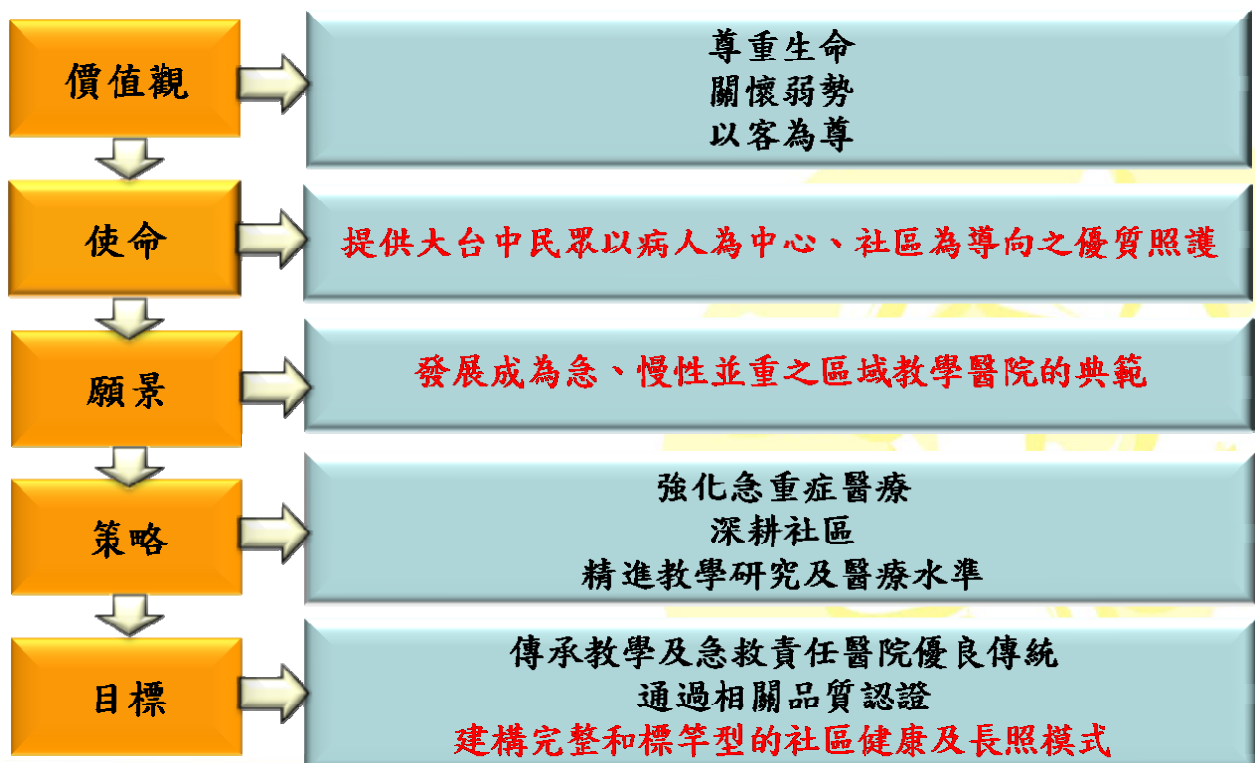 價值觀
尊重生命
關懷弱勢
以客為尊
使命
提供大台中民眾以病人為中心、社區為導向之優質照護
願景
發展成為急、慢性並重之區域教學醫院的典範
策略
強化急重症醫療
深耕社區
精進教學研究及醫療水準
目標
傳承教學及急救責任醫院優良傳統
通過相關品質認證
建構完整和標竿型的社區健康及長照模式